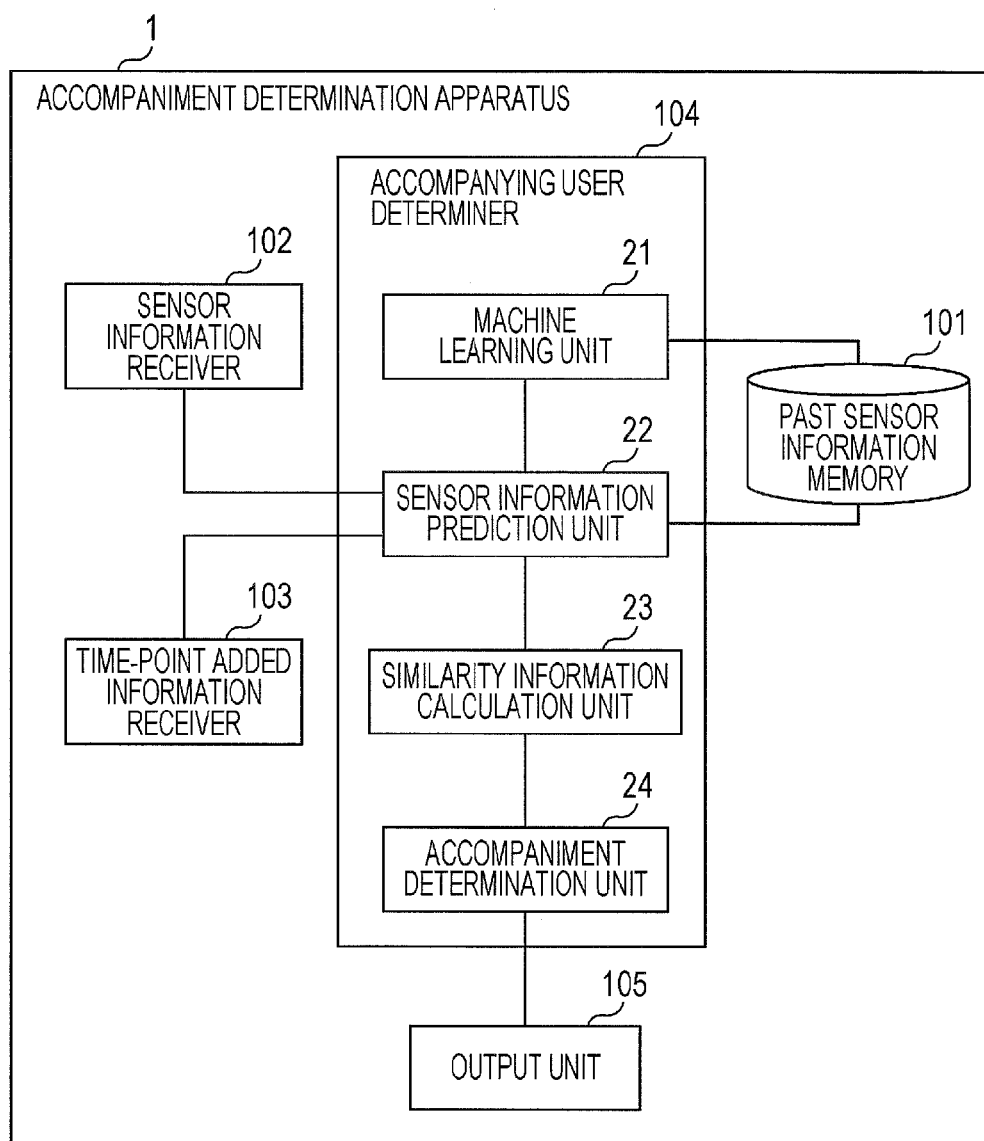 1
ACCOMPANIMENT DETERMINATION APPARATUS
104
ACCOMPANYING USER
DETERMINER
102
SENSOR
INFORMATION
RECEIVER
21
MACHINE
LEARNING UNIT
101
PAST SENSOR
INFORMATION
MEMORY
22
SENSOR INFORMATION
PREDICTION UNIT
103
TIME-POINT ADDED
INFORMATION
RECEIVER
23
SIMILARITY INFORMATION
CALCULATION UNIT
24
ACCOMPANIMENT
DETERMINATION UNIT
105
OUTPUT UNIT